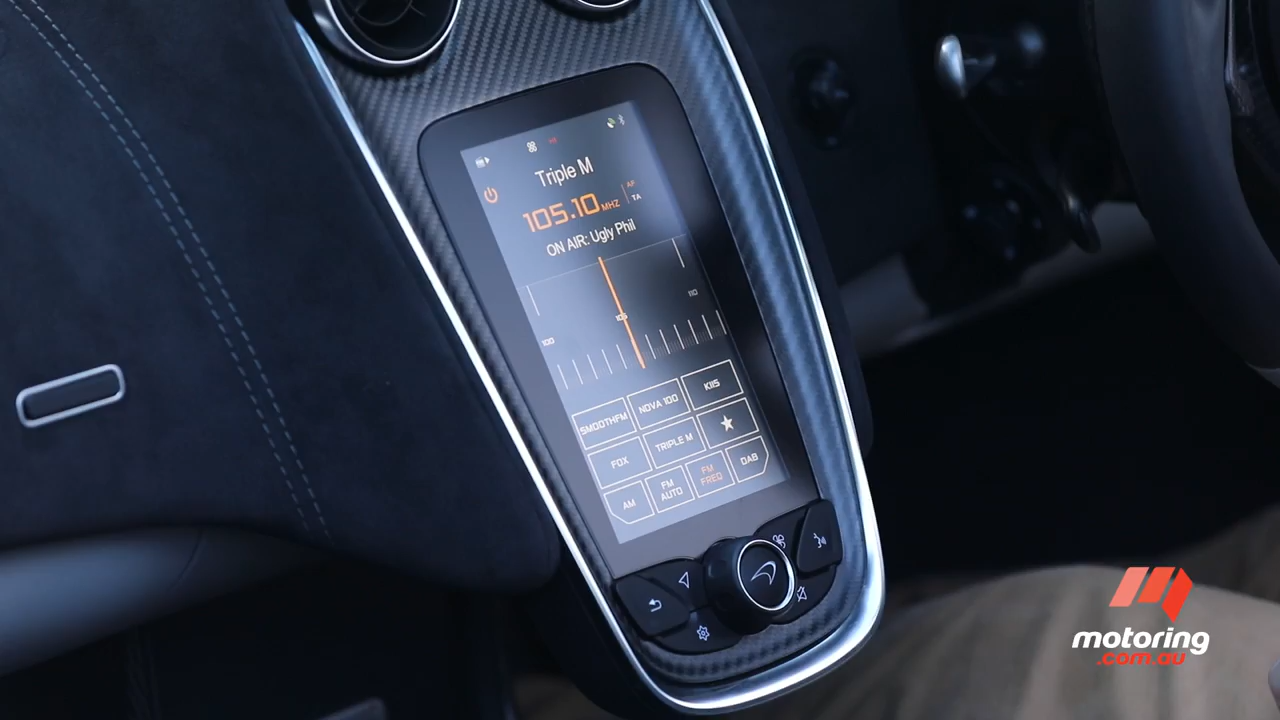 Triple M
105.10 MHZ
AF
TA
ON AIR: Ugly Phil
100
105
110
SMOOTHFM
NOVA 100
KIIS
FOX
TRIPLE M
AM
FM AUTO
FM FREQ
DAB
motoring
.com.au